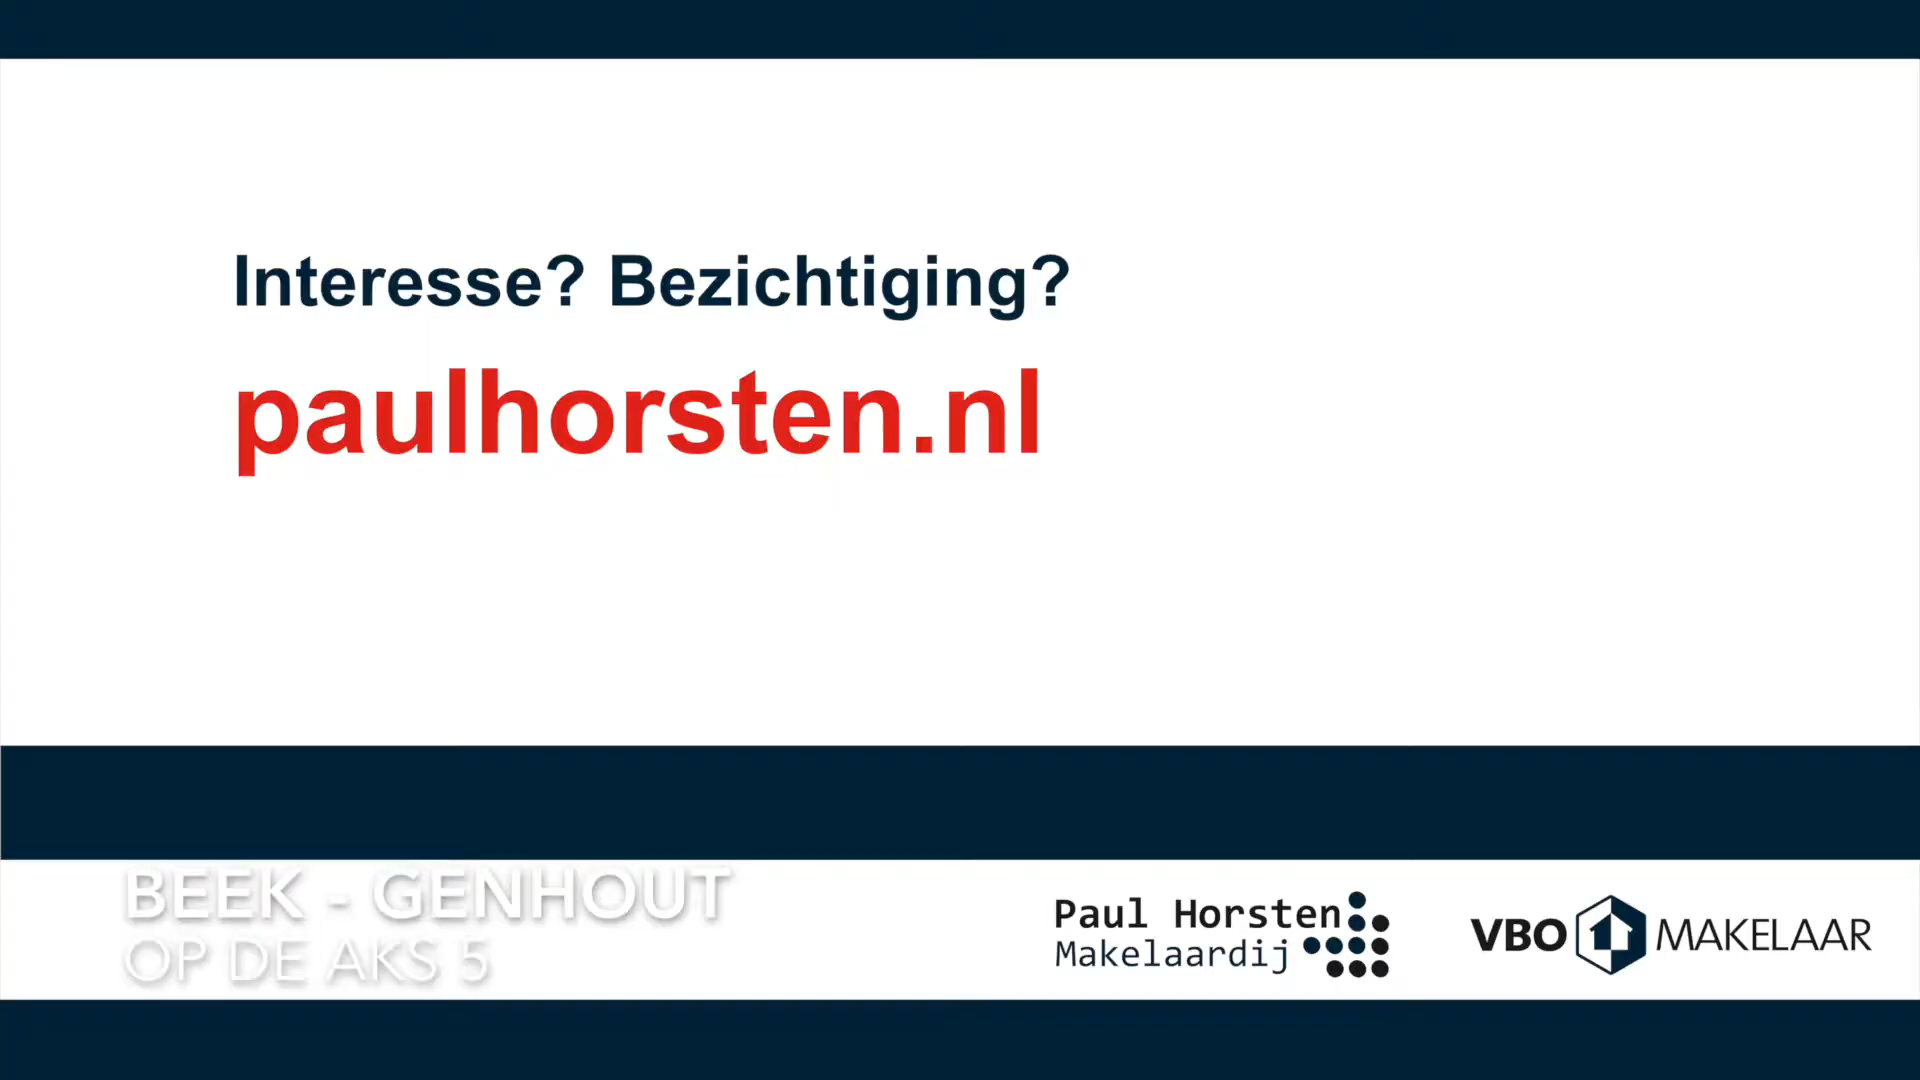 Interesse? Bezichtiging?
paulhorsten.nl
BEEK - GENHOUT
OP DE AKS 5
Paul Horsten
Makelaardij
VBO MAKELAAR